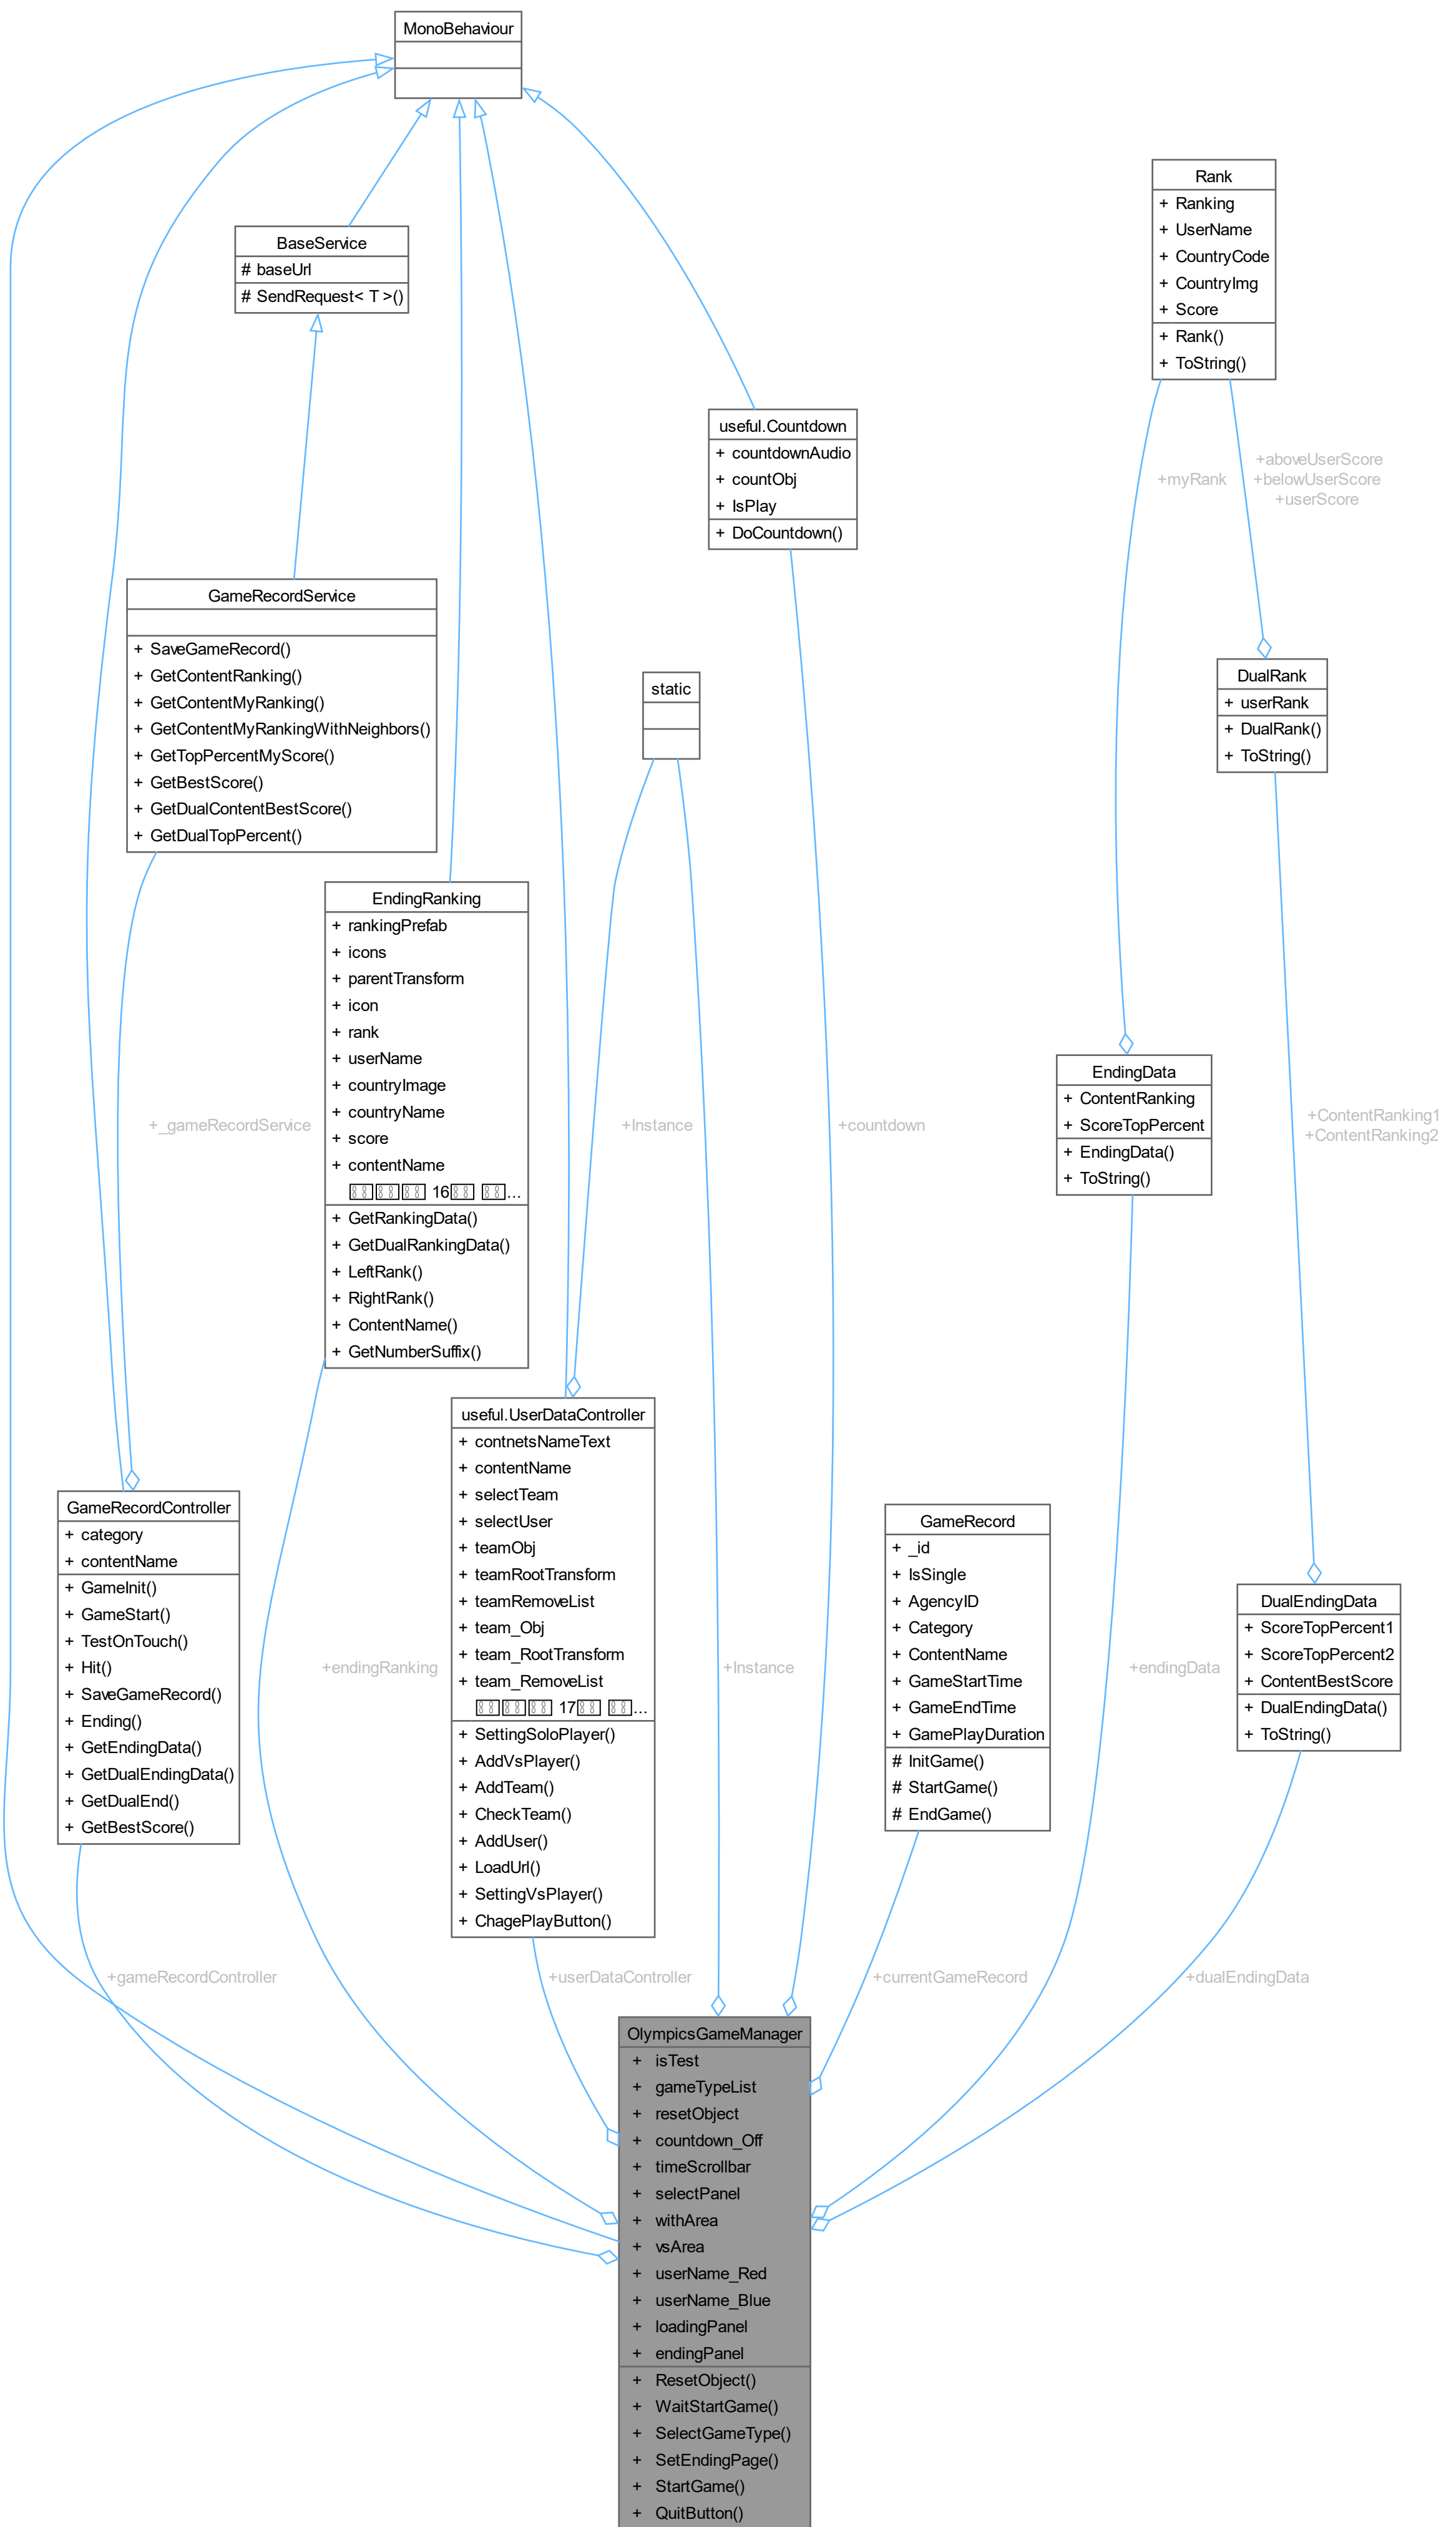 MonoBehaviour
Rank
+ Ranking
+ UserName
+ CountryCode
+ CountryImg
+ Score
+ Rank()
+ ToString()
BaseService
# baseUrl
# SendRequest< T >()
useful.Countdown
+ countdownAudio
+ countObj
+ IsPlay
+ DoCountdown()
+myRank
+aboveUserScore
+belowUserScore
+userScore
GameRecordService
+ SaveGameRecord()
+ GetContentRanking()
+ GetContentMyRanking()
+ GetContentMyRankingWithNeighbors()
+ GetTopPercentMyScore()
+ GetBestScore()
+ GetDualContentBestScore()
+ GetDualTopPercent()
static
DualRank
+ userRank
+ DualRank()
+ ToString()
EndingRanking
+ rankingPrefab
+ icons
+ parentTransform
+ icon
+ rank
+ userName
+ countryImage
+ countryName
+ score
+ contentName
16 ...
+ GetRankingData()
+ GetDualRankingData()
+ LeftRank()
+ RightRank()
+ ContentName()
+ GetNumberSuffix()
+_gameRecordService
+Instance
+countdown
EndingData
+ ContentRanking
+ ScoreTopPercent
+ EndingData()
+ ToString()
+ContentRanking1
+ContentRanking2
GameRecordController
+ category
+ contentName
+ GameInit()
+ GameStart()
+ TestOnTouch()
+ Hit()
+ SaveGameRecord()
+ Ending()
+ GetEndingData()
+ GetDualEndingData()
+ GetDualEnd()
+ GetBestScore()
+endingRanking
useful.UserDataController
+ contnetsNameText
+ contentName
+ selectTeam
+ selectUser
+ teamObj
+ teamRootTransform
+ teamRemoveList
+ team_Obj
+ team_RootTransform
+ team_RemoveList
17 ...
+ SettingSoloPlayer()
+ AddVsPlayer()
+ AddTeam()
+ CheckTeam()
+ AddUser()
+ LoadUrl()
+ SettingVsPlayer()
+ ChagePlayButton()
+Instance
GameRecord
+ _id
+ IsSingle
+ AgencyID
+ Category
+ ContentName
+ GameStartTime
+ GameEndTime
+ GamePlayDuration
# InitGame()
# StartGame()
# EndGame()
+endingData
DualEndingData
+ ScoreTopPercent1
+ ScoreTopPercent2
+ ContentBestScore
+ DualEndingData()
+ ToString()
+gameRecordController
+userDataController
+currentGameRecord
+dualEndingData
OlympicsGameManager
+ isTest
+ gameTypeList
+ resetObject
+ countdown_Off
+ timeScrollbar
+ selectPanel
+ withArea
+ vsArea
+ userName_Red
+ userName_Blue
+ loadingPanel
+ endingPanel
+ ResetObject()
+ WaitStartGame()
+ SelectGameType()
+ SetEndingPage()
+ StartGame()
+ QuitButton()